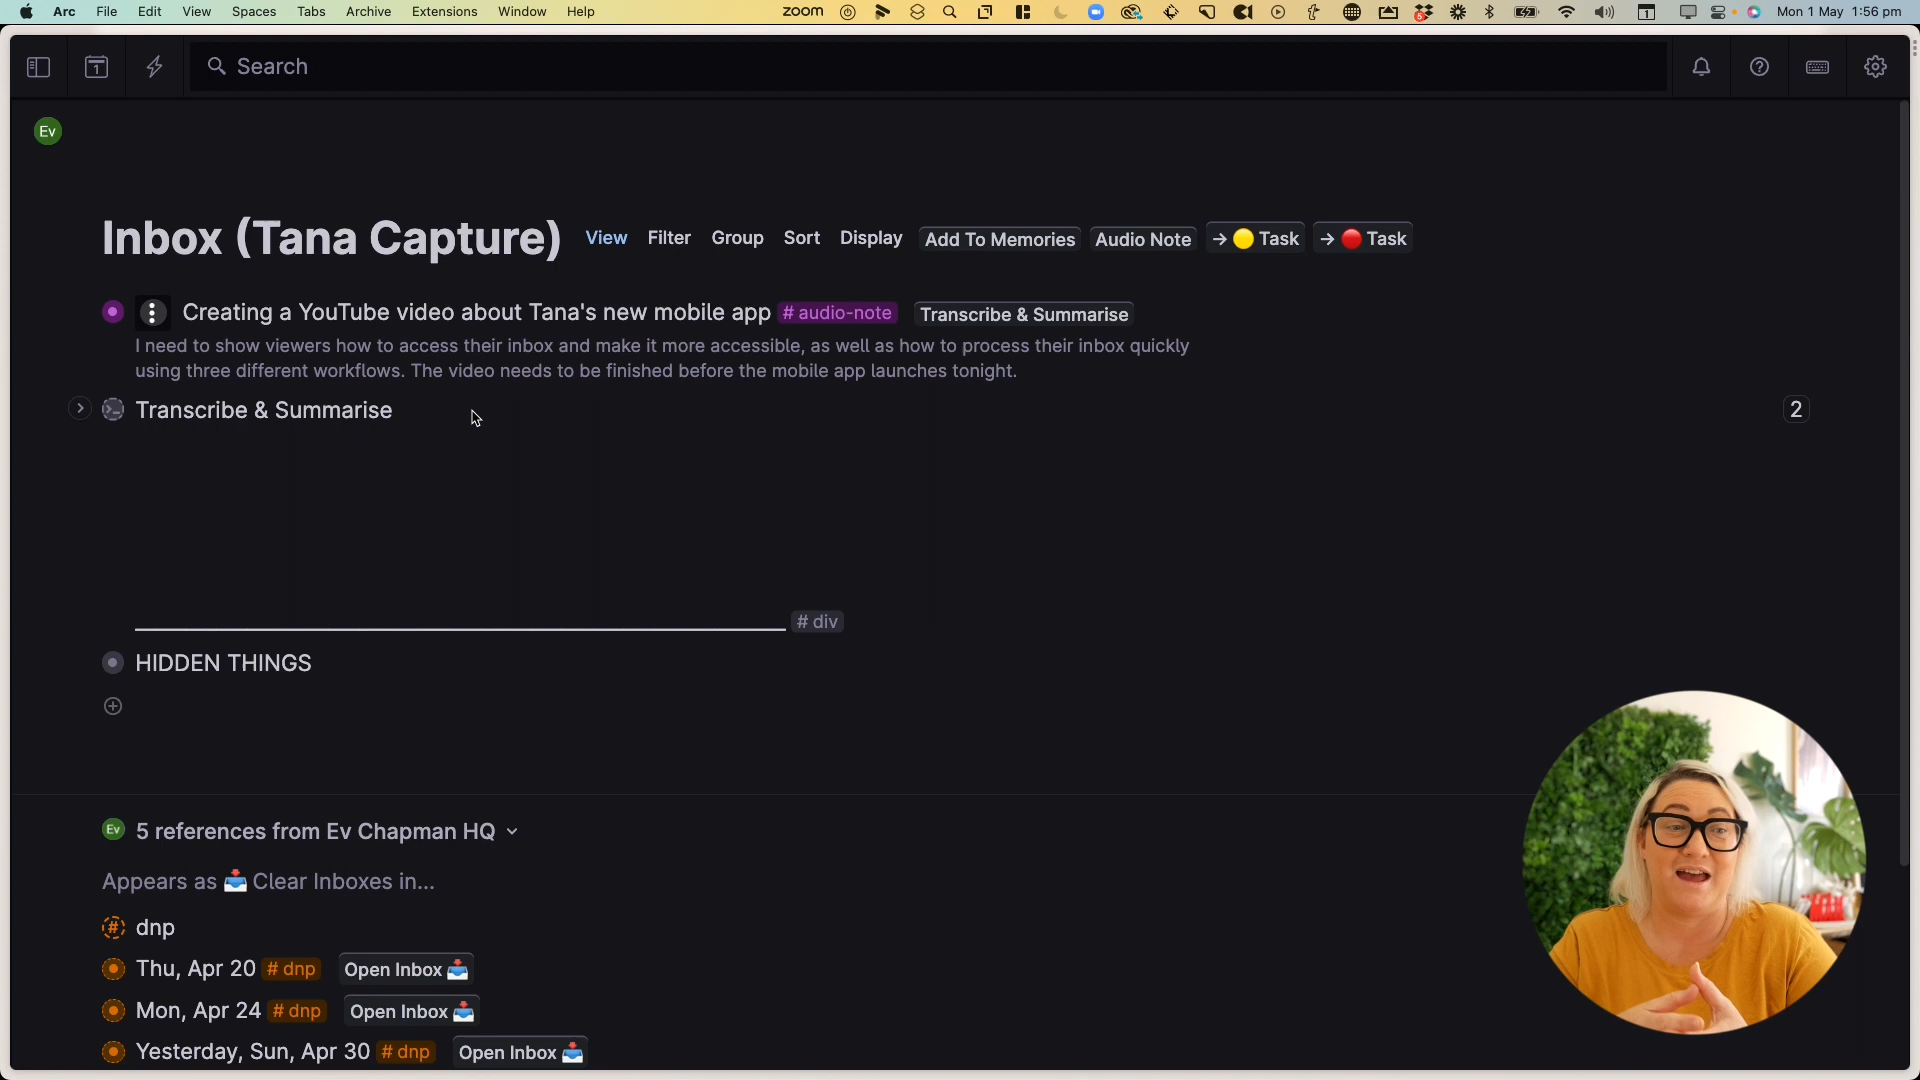 Arc File Edit View Spaces Tabs Archive Extensions Window Help zoom 5 1 Mon 1 May 1:56 pm
1 Search
Ev
Inbox (Tana Capture) View Filter Group Sort Display Add To Memories Audio Note → 🟡 Task → 🔴 Task
Creating a YouTube video about Tana's new mobile app # audio-note Transcribe & Summarise
I need to show viewers how to access their inbox and make it more accessible, as well as how to process their inbox quickly
using three different workflows. The video needs to be finished before the mobile app launches tonight.
Transcribe & Summarise 2
# div
HIDDEN THINGS
Ev 5 references from Ev Chapman HQ
Appears as 📥 Clear Inboxes in...
# dnp
Thu, Apr 20 # dnp Open Inbox 📥
Mon, Apr 24 # dnp Open Inbox 📥
Yesterday, Sun, Apr 30 # dnp Open Inbox 📥